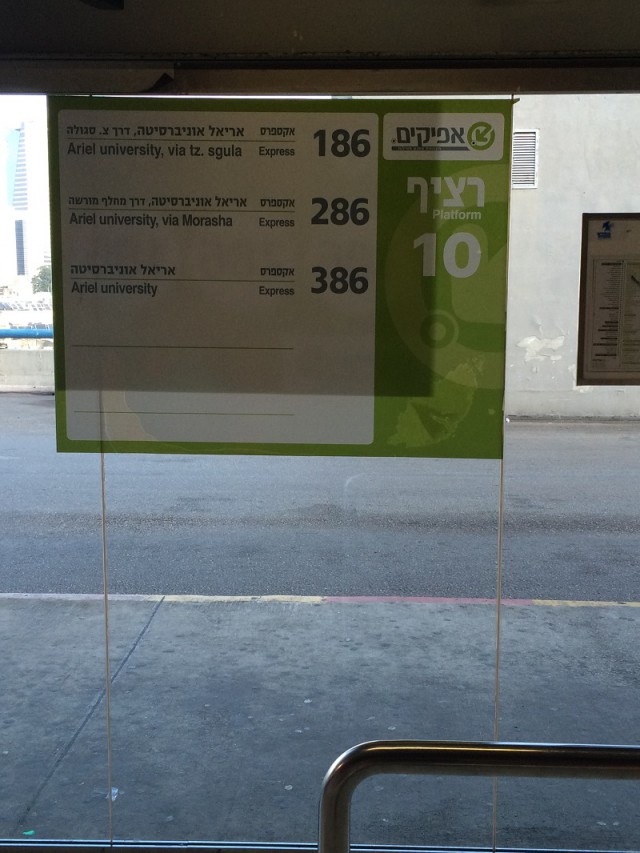 אפיקים.
רציף
Platform
10
186 אקספרס אריאל אוניברסיטה, דרך צ. סגולה
Express Ariel university, via tz. sgula
286 אקספרס אריאל אוניברסיטה, דרך מחלף מורשה
Express Ariel university, via Morasha
386 אקספרס אריאל אוניברסיטה
Express Ariel university